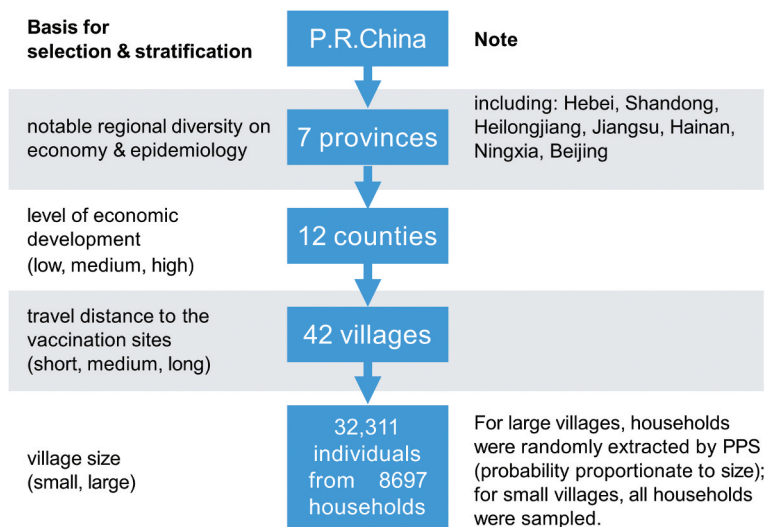 Basis for
selection & stratification
P.R.China
Note
notable regional diversity on
economy & epidemiology
7 provinces
including: Hebei, Shandong,
Heilongjiang, Jiangsu, Hainan,
Ningxia, Beijing
level of economic
development
(low, medium, high)
12 counties
travel distance to the
vaccination sites
(short, medium, long)
42 villages
village size
(small, large)
32,311
individuals
from 8697
households
For large villages, households
were randomly extracted by PPS
(probability proportionate to size);
for small villages, all households
were sampled.